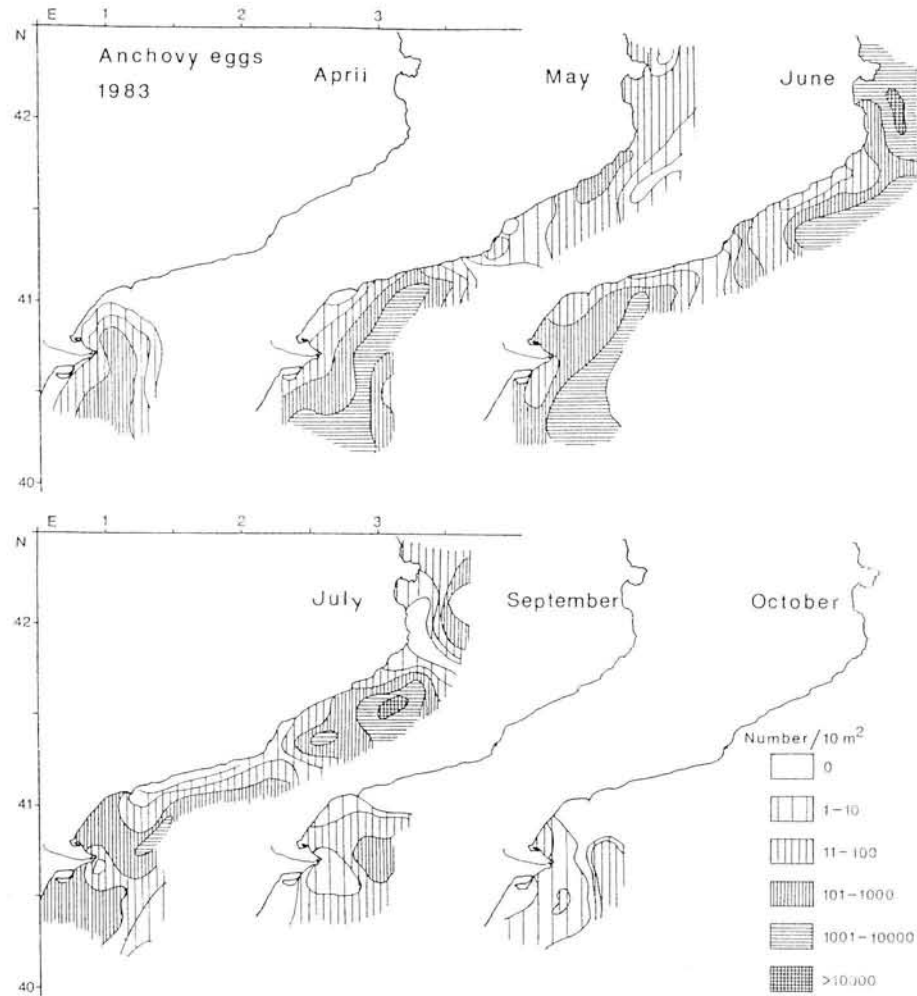 E 1 2 3
N
Anchovy eggs
1983
April May June
42
41
40
E 1 2 3
N
July September October
42
Number/10 m²
0
1-10
41
11-100
101-1000
1001-10000
>10000
40